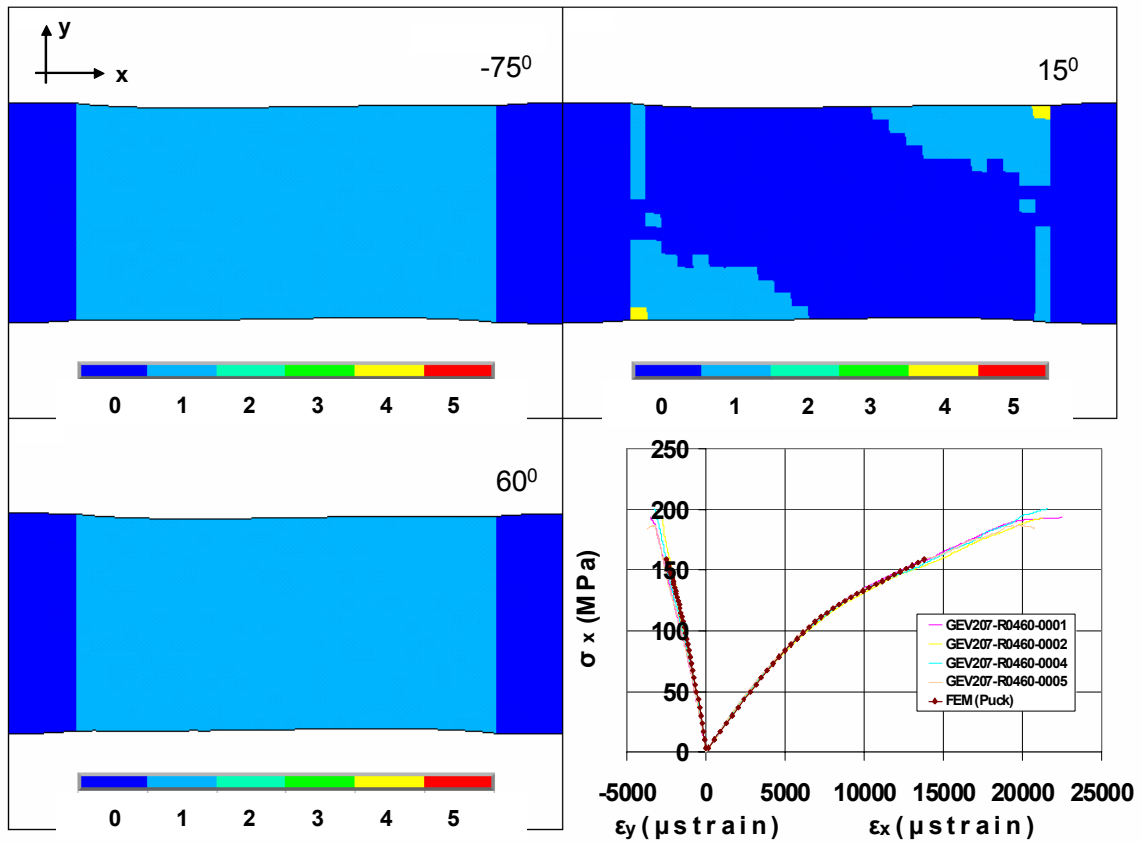 y
x
-75⁰
15⁰
0 1 2 3 4 5
0 1 2 3 4 5
60⁰
0 1 2 3 4 5
250
200
150
100
50
0
σ x (MPa)
GEV207-R0460-0001
GEV207-R0460-0002
GEV207-R0460-0004
GEV207-R0460-0005
FEM (Puck)
-5000 0 5000 10000 15000 20000 25000
εy (μstrain) εx (μstrain)